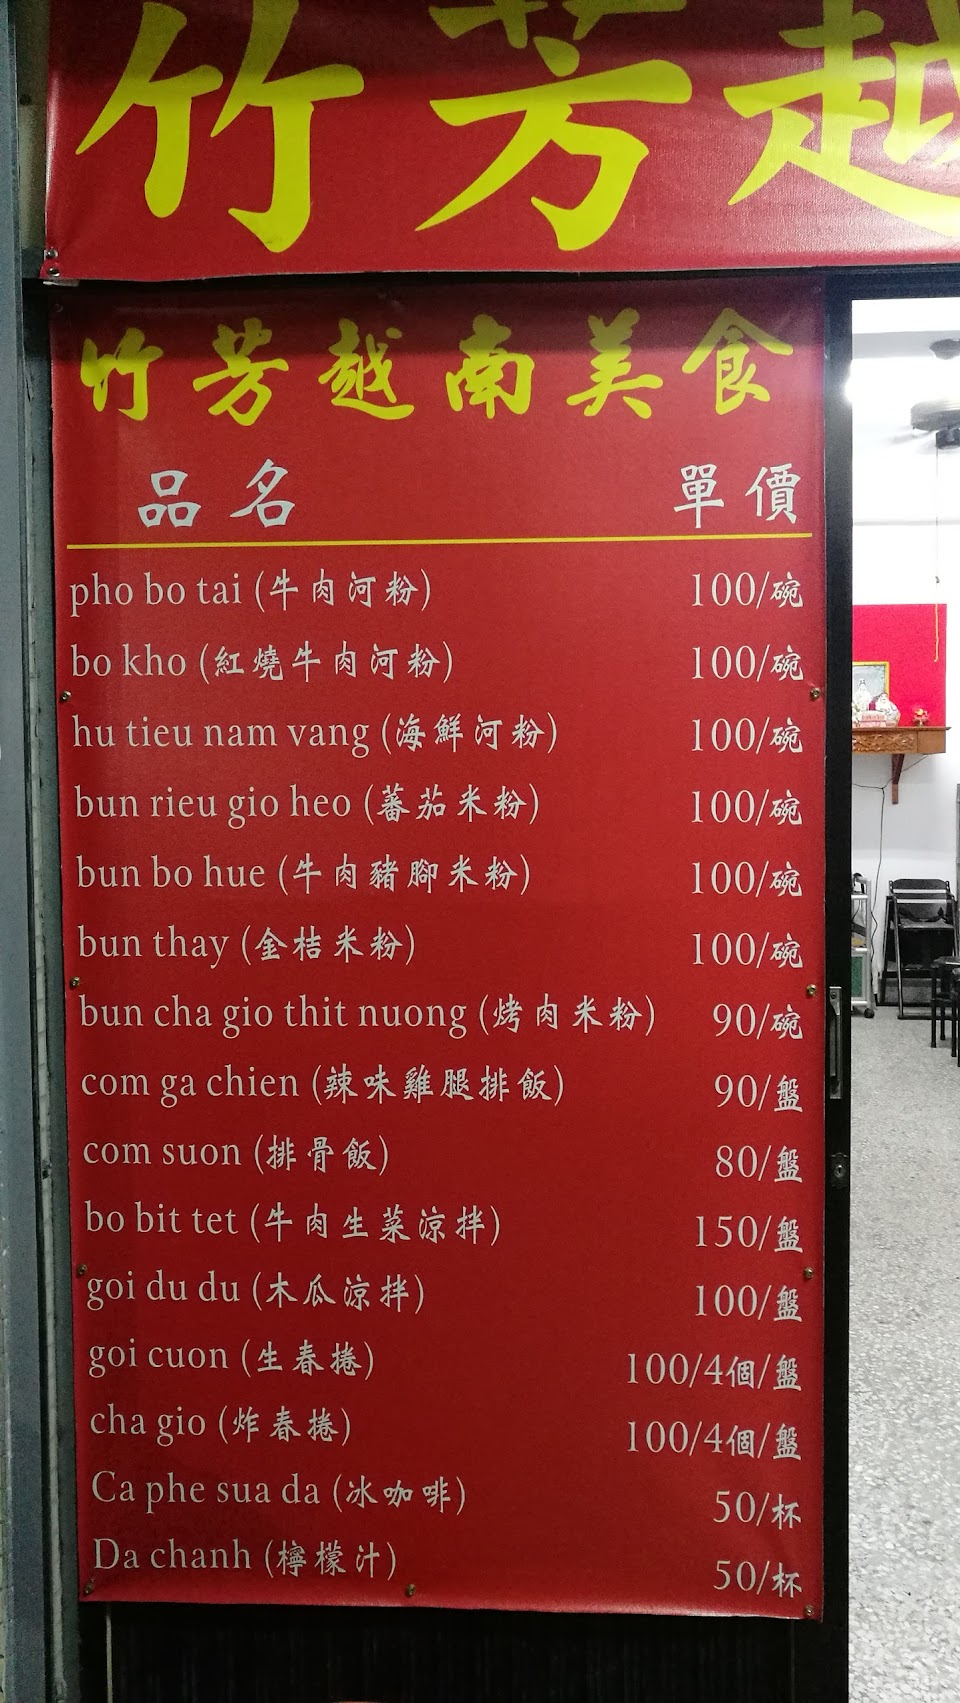 竹芳越
竹芳越南美食
品名 單價
pho bo tai (牛肉河粉) 100/碗
bo kho (紅燒牛肉河粉) 100/碗
hu tieu nam vang (海鮮河粉) 100/碗
bun rieu gio heo (蕃茄米粉) 100/碗
bun bo hue (牛肉豬腳米粉) 100/碗
bun thay (金桔米粉) 100/碗
bun cha gio thit nuong (烤肉米粉) 90/碗
com ga chien (辣味雞腿排飯) 90/盤
com suon (排骨飯) 80/盤
bo bit tet (牛肉生菜涼拌) 150/盤
goi du du (木瓜涼拌) 100/盤
goi cuon (生春捲) 100/4個/盤
cha gio (炸春捲) 100/4個/盤
Ca phe sua da (冰咖啡) 50/杯
Da chanh (檸檬汁) 50/杯